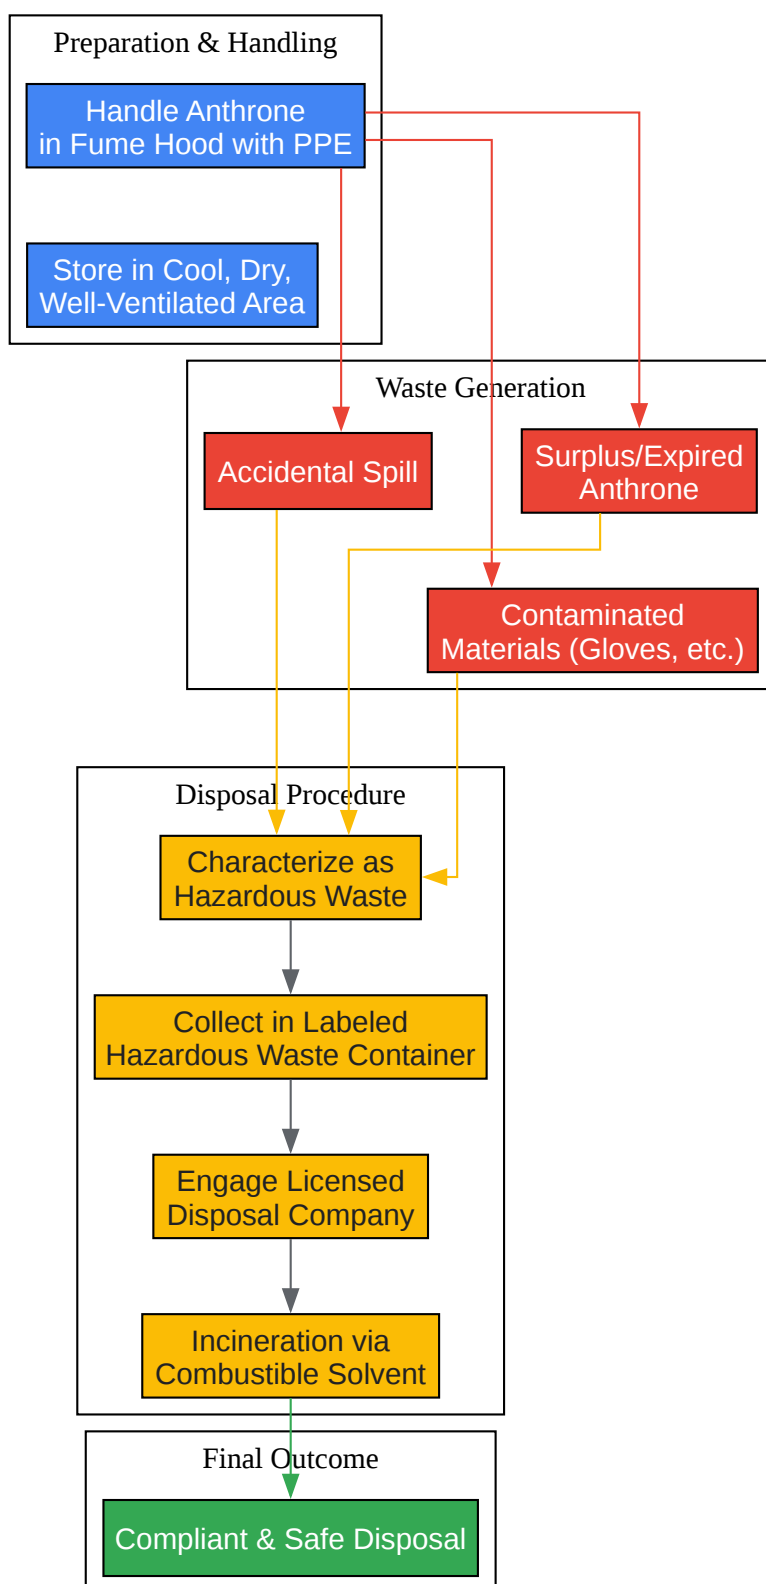 Preparation & Handling
Handle Anthrone
in Fume Hood with PPE
Store in Cool, Dry,
Well-Ventilated Area
Waste Generation
Accidental Spill
Surplus/Expired
Anthrone
Contaminated
Materials (Gloves, etc.)
Disposal Procedure
Characterize as
Hazardous Waste
Collect in Labeled
Hazardous Waste Container
Engage Licensed
Disposal Company
Incineration via
Combustible Solvent
Final Outcome
Compliant & Safe Disposal